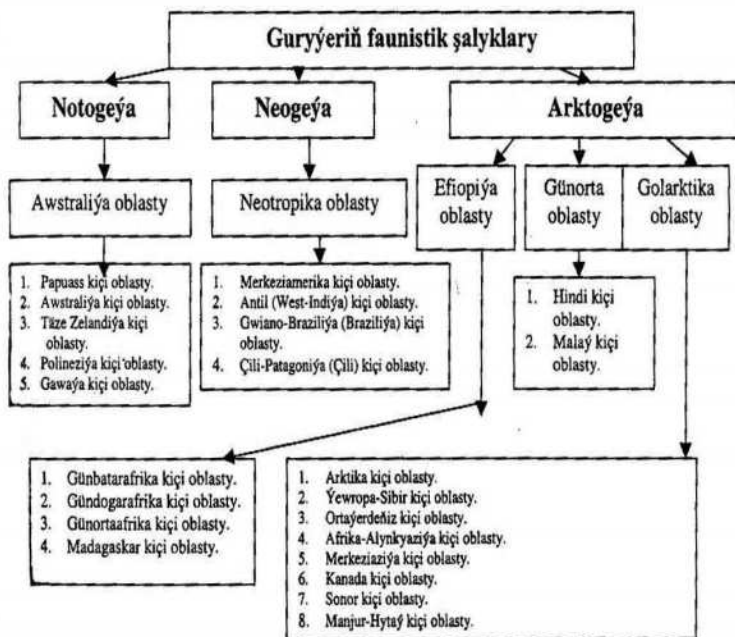 Guryýeriň faunistik şalyklary
Notogeýa
Neogeýa
Arktogeýa
Awstraliýa oblasty
Neotropika oblasty
Efiopiýa
oblasty
Günorta
oblasty
Golarktika
oblasty
1. Papuass kiçi oblasty.
2. Awstraliýa kiçi oblasty.
3. Täze Zelandiýa kiçi
oblasty.
4. Polineziýa kiçi oblasty.
5. Gawaýa kiçi oblasty.
1. Merkeziamerika kiçi oblasty.
2. Antil (West-Indiýa) kiçi oblasty.
3. Gwiano-Braziliýa (Braziliýa) kiçi
oblasty.
4. Çili-Patagoniýa (Çili) kiçi oblasty.
1. Hindi kiçi
oblasty.
2. Malaý kiçi
oblasty.
1. Günbatarafrika kiçi oblasty.
2. Gündogarafrika kiçi oblasty.
3. Günortaafrika kiçi oblasty.
4. Madagaskar kiçi oblasty.
1. Arktika kiçi oblasty.
2. Ýewropa-Sibir kiçi oblasty.
3. Ortaýerdeňiz kiçi oblasty.
4. Afrika-Alynkyaziýa kiçi oblasty.
5. Merkeziaziýa kiçi oblasty.
6. Kanada kiçi oblasty.
7. Sonor kiçi oblasty.
8. Manjur-Hytaý kiçi oblasty.